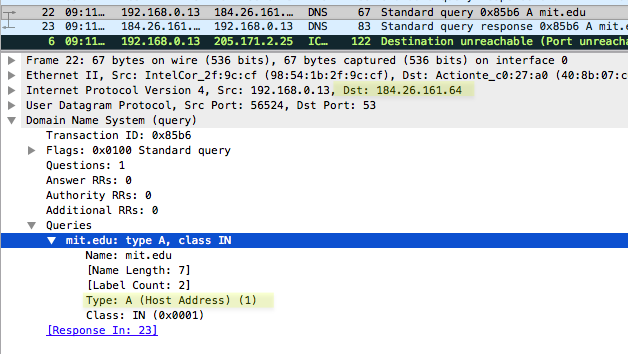 22 09:11… 192.168.0.13 184.26.161.… DNS 67 Standard query 0x85b6 A mit.edu
23 09:11… 184.26.161.… 192.168.0.13 DNS 83 Standard query response 0x85b6 A mit.e
6 09:11… 192.168.0.13 205.171.2.25 IC… 122 Destination unreachable (Port unreacha
Frame 22: 67 bytes on wire (536 bits), 67 bytes captured (536 bits) on interface 0
Ethernet II, Src: IntelCor_2f:9c:cf (98:54:1b:2f:9c:cf), Dst: Actionte_c0:27:a0 (40:8b:07:c
Internet Protocol Version 4, Src: 192.168.0.13, Dst: 184.26.161.64
User Datagram Protocol, Src Port: 56524, Dst Port: 53
Domain Name System (query)
Transaction ID: 0x85b6
Flags: 0x0100 Standard query
Questions: 1
Answer RRs: 0
Authority RRs: 0
Additional RRs: 0
Queries
mit.edu: type A, class IN
Name: mit.edu
[Name Length: 7]
[Label Count: 2]
Type: A (Host Address) (1)
Class: IN (0x0001)
[Response In: 23]